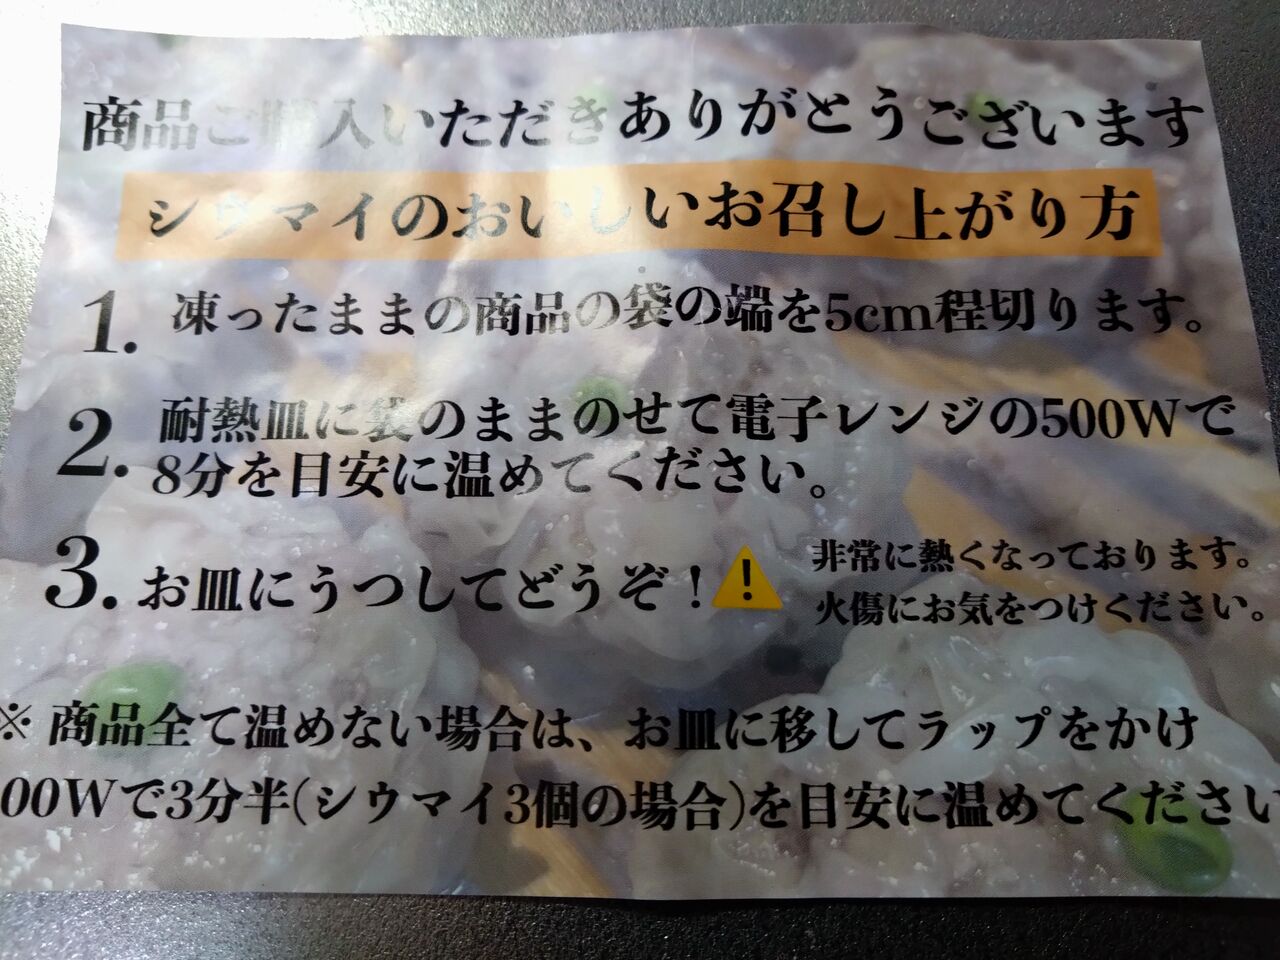 商品ご購入いただきありがとうございます
シウマイのおいしいお召し上がり方
1. 凍ったままの商品の袋の端を5cm程切ります。
2. 耐熱皿に袋のままのせて電子レンジの500Wで
8分を目安に温めてください。
3. お皿にうつしてどうぞ！
非常に熱くなっております。
火傷にお気をつけください。
※ 商品全て温めない場合は、お皿に移してラップをかけ
00Wで3分半(シウマイ3個の場合)を目安に温めてください